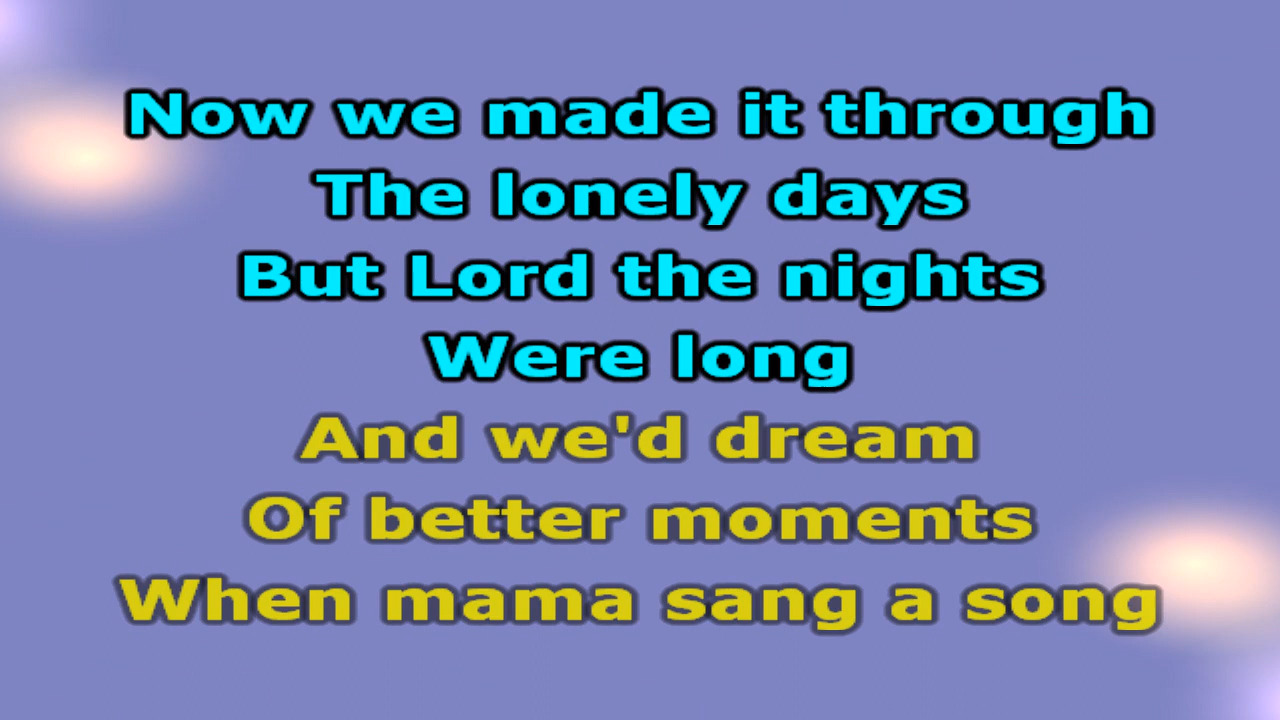 Now we made it through
The lonely days
But Lord the nights
Were long
And we'd dream
Of better moments
When mama sang a song